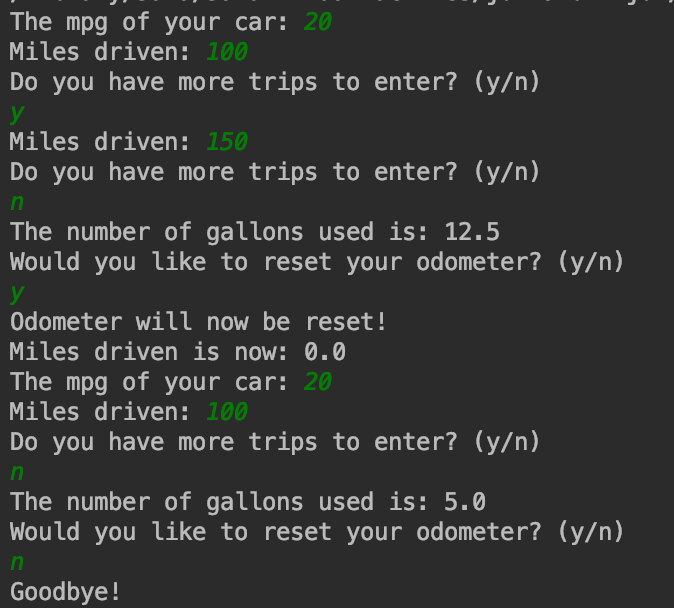 The mpg of your car: 20
Miles driven: 100
Do you have more trips to enter? (y/n)
y
Miles driven: 150
Do you have more trips to enter? (y/n)
n
The number of gallons used is: 12.5
Would you like to reset your odometer? (y/n)
y
Odometer will now be reset!
Miles driven is now: 0.0
The mpg of your car: 20
Miles driven: 100
Do you have more trips to enter? (y/n)
n
The number of gallons used is: 5.0
Would you like to reset your odometer? (y/n)
n
Goodbye!